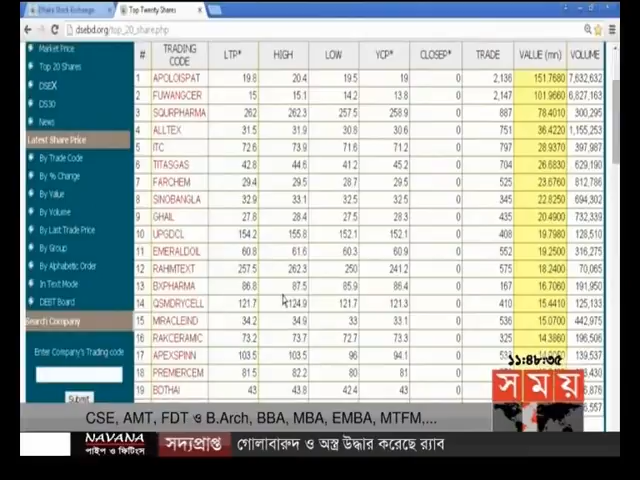 Dhaka Stock Exchange
Top Twenty Shares
dsebd.org/top_20_share.php
Market Price
Top 20 Shares
DSEX
DS30
News
Latest Share Price
By Trade Code
By % Change
By Value
By Volume
By Last Trade Price
By Group
By Alphabetic Order
In Text Mode
DEBT Board
Search Company
Enter Company's Trading code
Submit
# TRADING CODE LTP* HIGH LOW YCP* CLOSEP* TRADE VALUE (mn) VOLUME
1 APOLOISPAT 19.8 20.4 19.5 19 0 2,136 151.7680 7,632,632
2 FUWANGCER 15 15.1 14.2 13.8 0 2,128 101.9660 6,827,163
3 SQURPHARMA 262 262.3 257.5 258.9 0 887 78.4010 300,295
4 ALLTEX 31.5 31.9 30.8 30.6 0 751 36.4220 1,155,253
5 ITC 72.6 73.9 71.6 71.2 0 797 28.9370 397,987
6 TITASGAS 42.8 44.6 41.2 45.2 0 704 26.6830 629,190
7 FARCHEM 29.4 29.5 28.7 29.5 0 525 23.6760 812,786
8 SINOBANGLA 32.9 33.1 32.5 32.8 0 345 22.8250 694,302
9 GHAIL 27.8 28.4 27.5 28.3 0 435 20.4900 732,339
10 UPGDCL 154.2 155.8 152.1 152.1 0 408 19.7980 128,510
11 EMERALDOIL 60.8 61.6 60.3 60.9 0 552 19.2500 316,275
12 RAHIMTEXT 257.5 262.3 250 241.2 0 575 18.2400 70,065
13 BXPHARMA 86.8 87.5 85.9 86.4 0 167 16.7060 191,950
14 QSMDRYCELL 121.7 124.9 121.7 121.3 0 410 15.4410 125,133
15 MIRACLEIND 34.2 34.9 33 33.1 0 536 15.0700 442,975
16 RAKCERAMIC 73.2 73.7 72.7 73.3 0 325 14.3860 196,506
17 APEXSPINN 103.5 103.5 96 94.1 0 139,537
18 PREMIERCEM 81.5 82.2 80 81.8 0
19 BOTHAI 43 43.8 42.4 43 0
১১:৪৮:৩৫
সময়
CSE, AMT, FDT ও B.Arch, BBA, MBA, EMBA, MTFM,...
NAVANA
পাইপ ও ফিটিংস
সদ্যপ্রাপ্ত
গোলাবারুদ ও অস্ত্র উদ্ধার করেছে র‍্যাব